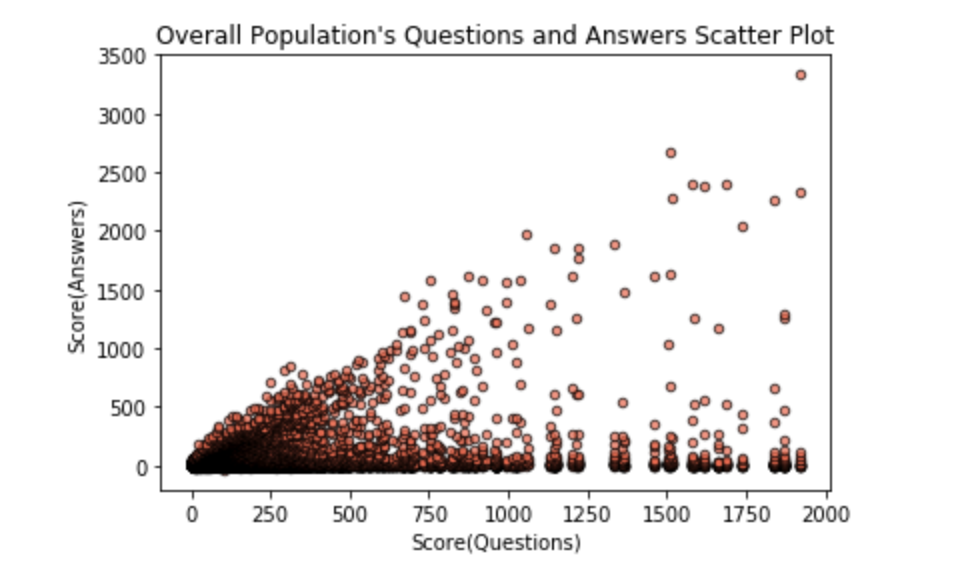 Overall Population's Questions and Answers Scatter Plot
3500
3000
2500
2000
1500
1000
500
0
Score(Answers)
0 250 500 750 1000 1250 1500 1750 2000
Score(Questions)